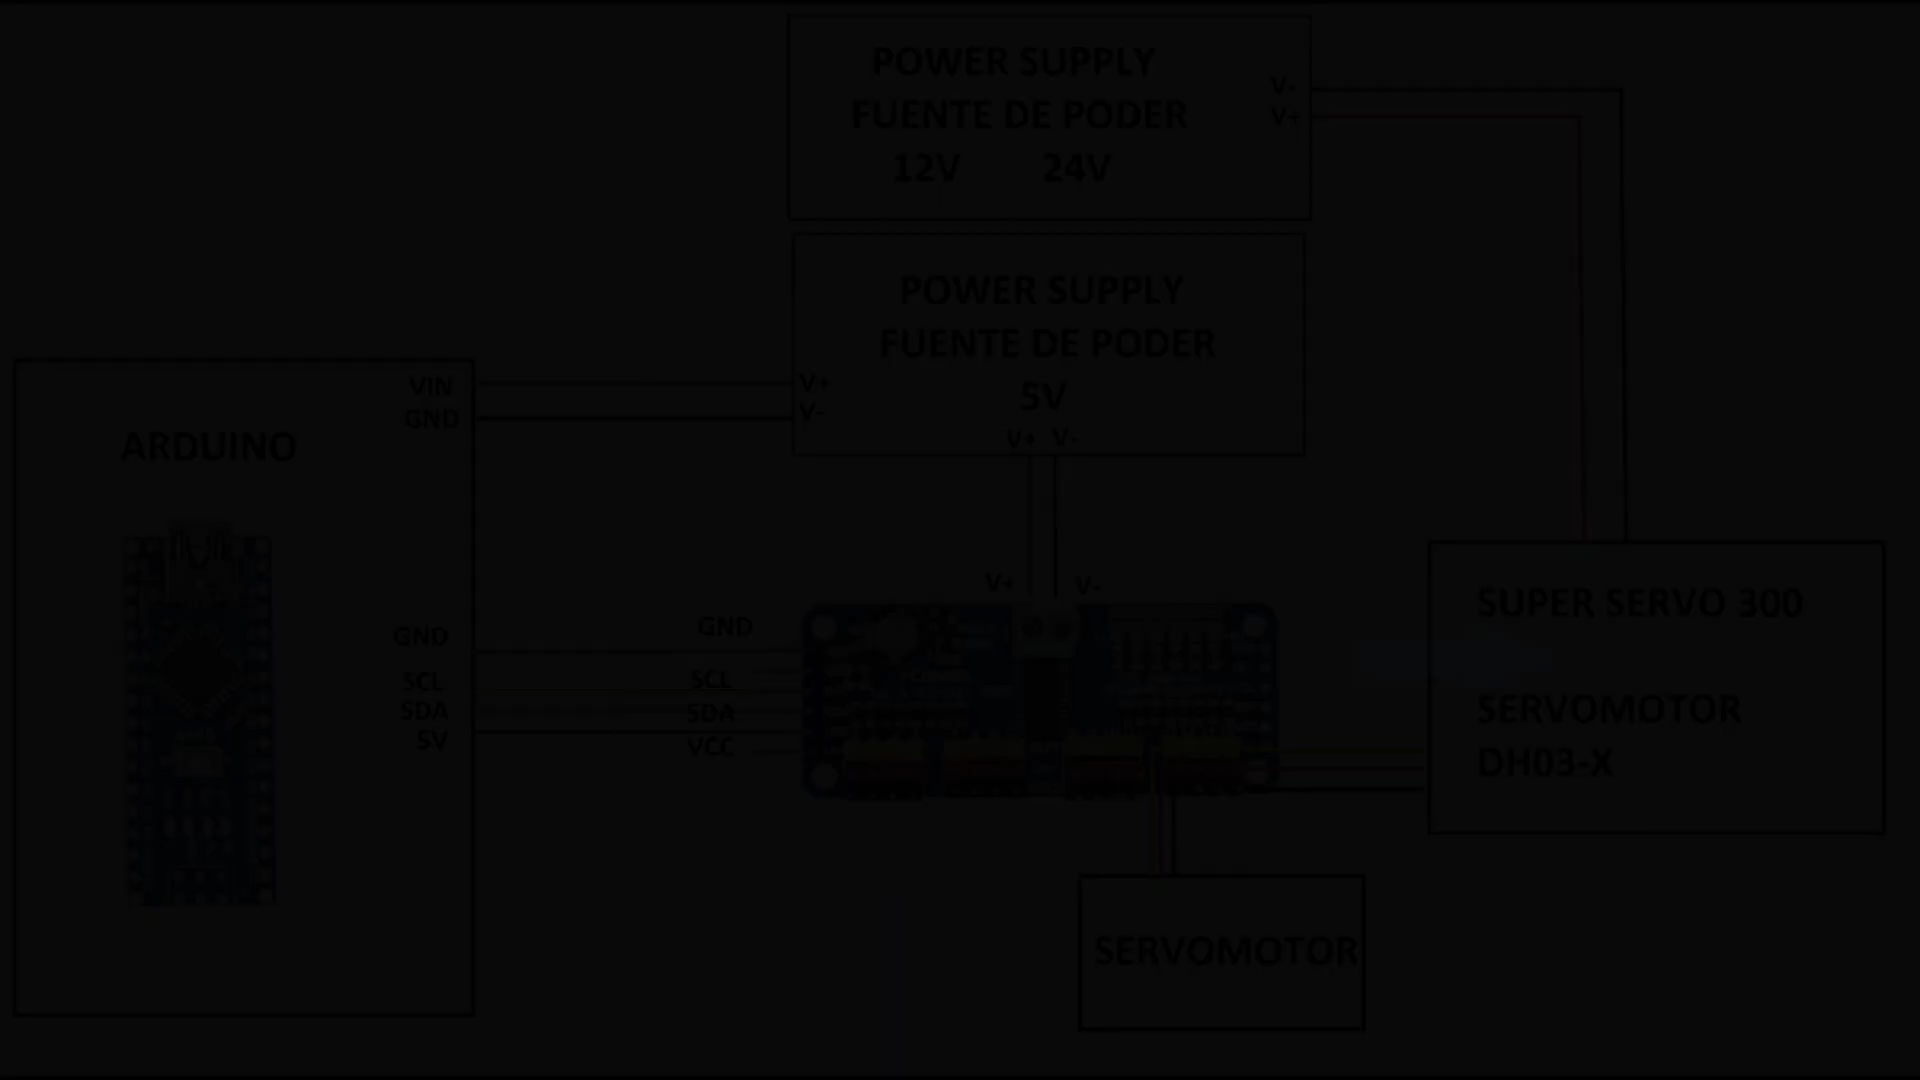 POWER SUPPLY
FUENTE DE PODER
12V 24V
V-
V+
POWER SUPPLY
FUENTE DE PODER
5V
V+
V-
V+ V-
VIN
GND
ARDUINO
GND
SCL
SDA
5V
GND
SCL
SDA
VCC
V+ V-
SUPER SERVO 300
SERVOMOTOR
DH03-X
SERVOMOTOR